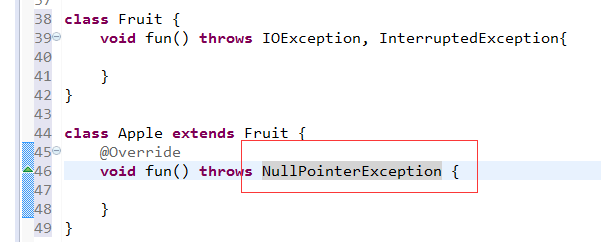 38 class Fruit {
39 void fun() throws IOException, InterruptedException{
40
41 }
42 }
43
44 class Apple extends Fruit {
45 @Override
46 void fun() throws NullPointerException {
47
48 }
49 }